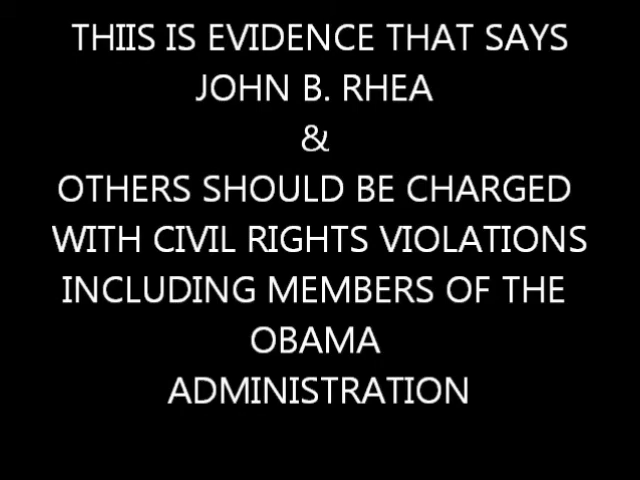 THIIS IS EVIDENCE THAT SAYS
JOHN B. RHEA
&
OTHERS SHOULD BE CHARGED
WITH CIVIL RIGHTS VIOLATIONS
INCLUDING MEMBERS OF THE
OBAMA
ADMINISTRATION